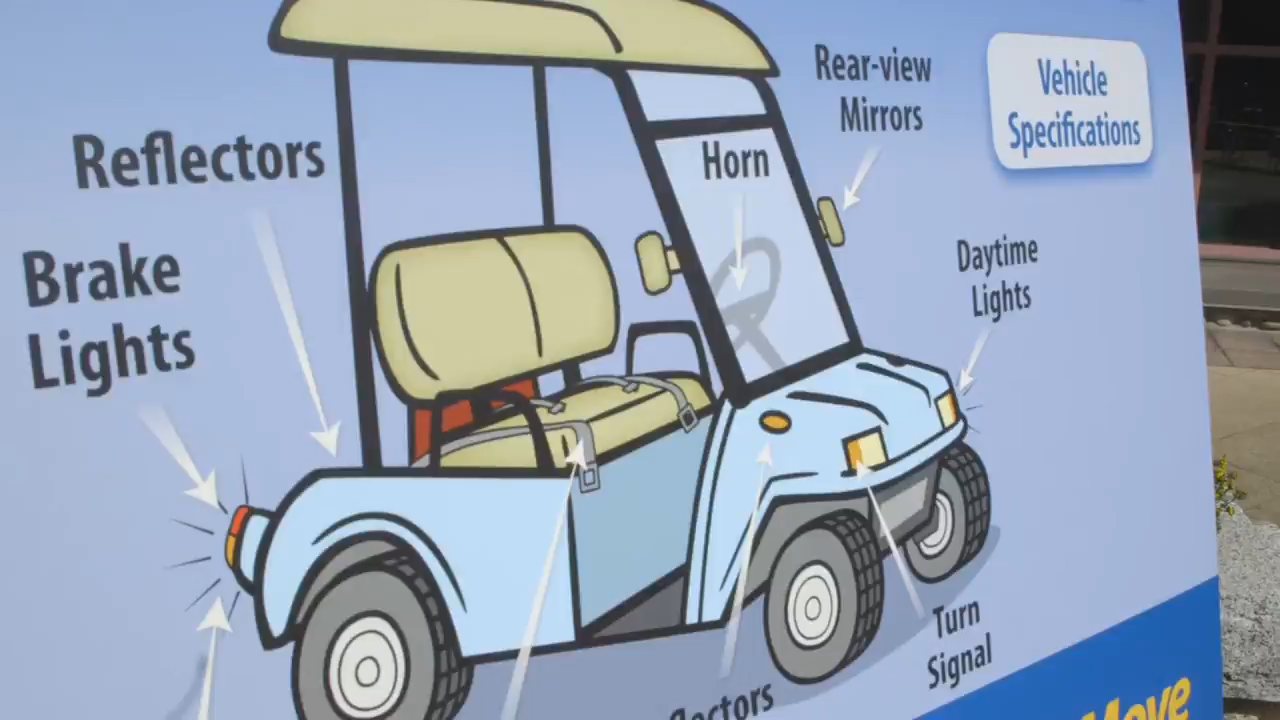 Rear-view
Mirrors
Vehicle
Specifications
Reflectors
Horn
Brake
Lights
Daytime
Lights
Turn
Signal
Move